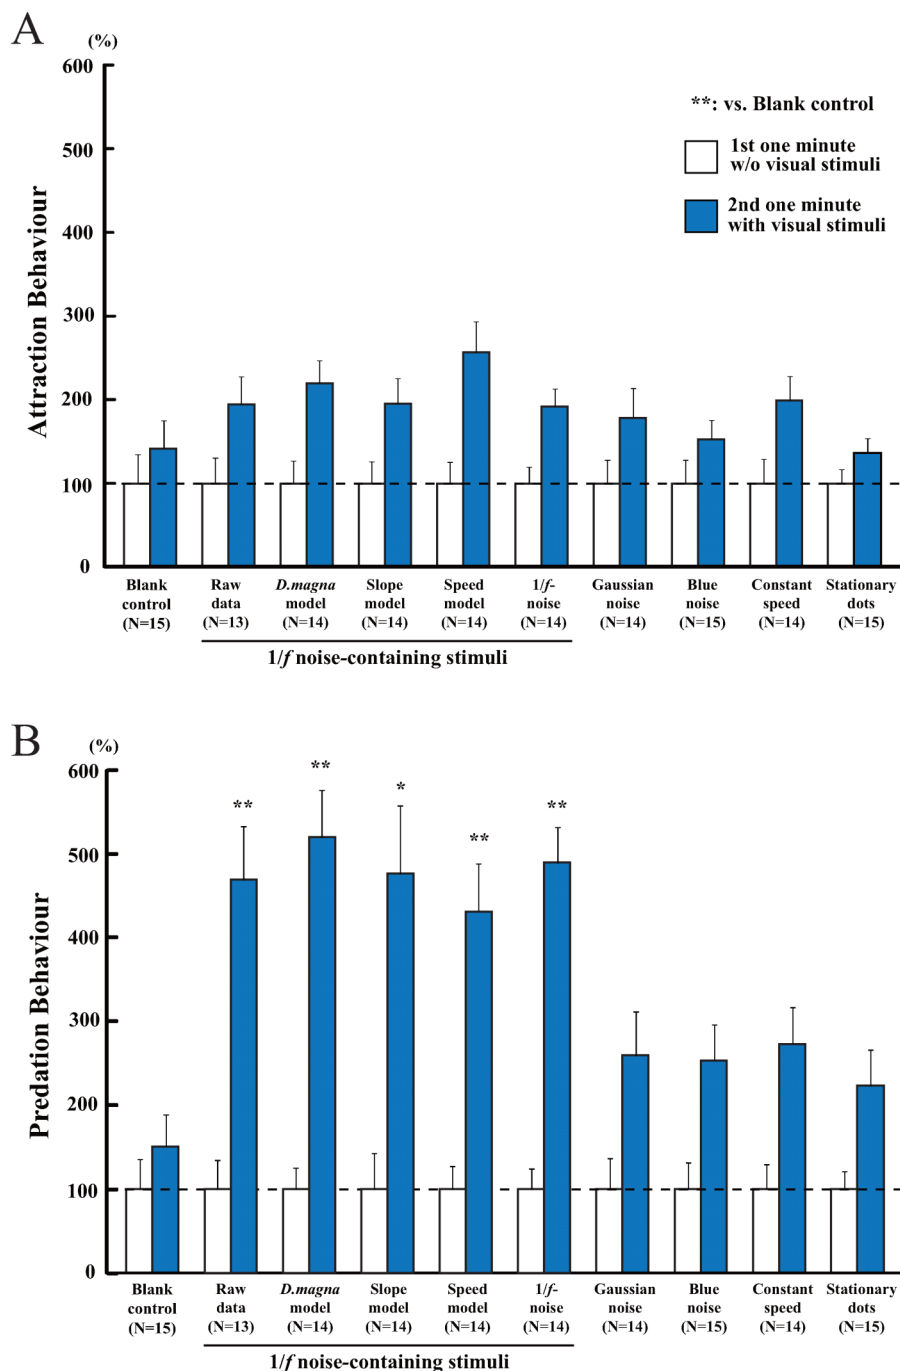 A
(%)
600
500
400
300
200
100
0
Attraction Behaviour
**: vs. Blank control
1st one minute
w/o visual stimuli
2nd one minute
with visual stimuli
Blank control (N=15)
Raw data (N=13)
D.magna model (N=14)
Slope model (N=14)
Speed model (N=14)
1/f- noise (N=14)
Gaussian noise (N=14)
Blue noise (N=15)
Constant speed (N=14)
Stationary dots (N=15)
1/f noise-containing stimuli
B
(%)
600
500
400
300
200
100
0
Predation Behaviour
**
**
*
**
**
Blank control (N=15)
Raw data (N=13)
D.magna model (N=14)
Slope model (N=14)
Speed model (N=14)
1/f- noise (N=14)
Gaussian noise (N=14)
Blue noise (N=15)
Constant speed (N=14)
Stationary dots (N=15)
1/f noise-containing stimuli